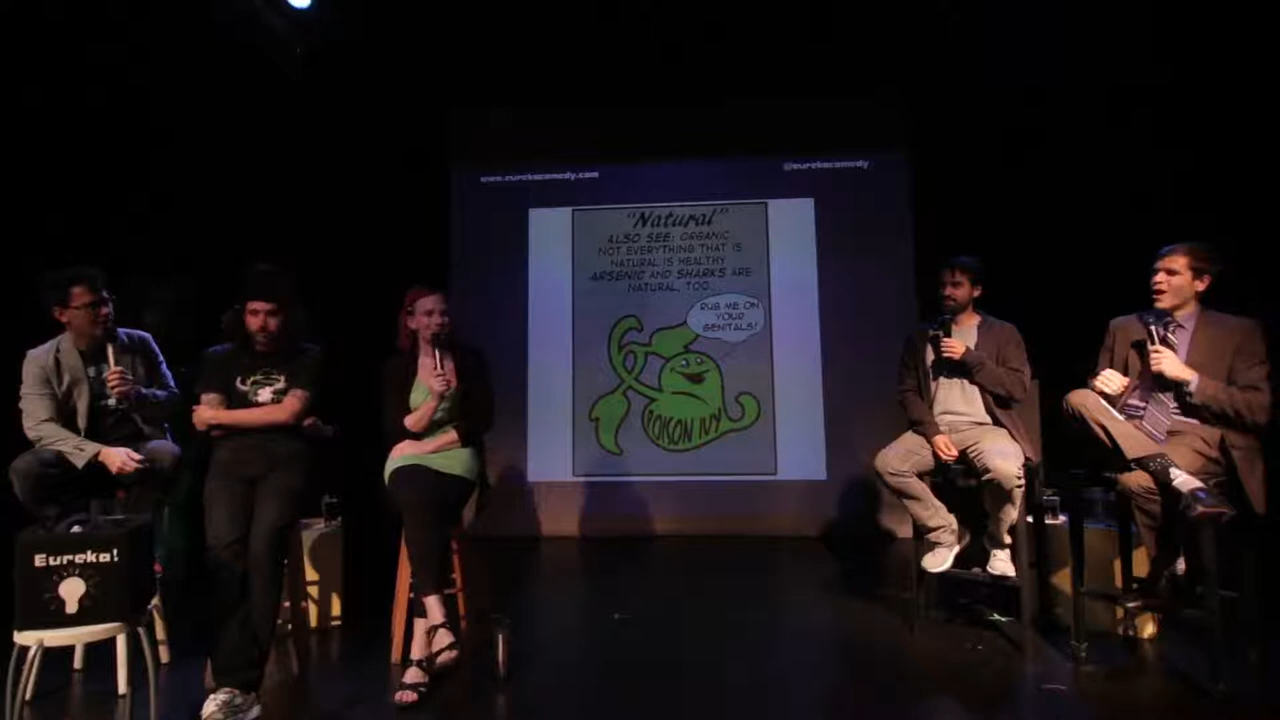 www.eurekacomedy.com
@eurekacomedy
"Natural"
ALSO SEE: ORGANIC
NOT EVERYTHING THAT IS
NATURAL IS HEALTHY
ARSENIC AND SHARKS ARE
NATURAL, TOO...
RUB ME ON
YOUR
GENITALS!
POISON IVY
Eureka!